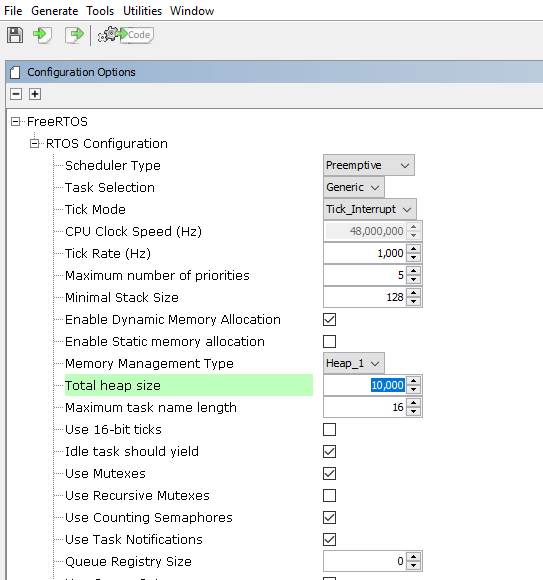 File Generate Tools Utilities Window
Code
Configuration Options
FreeRTOS
RTOS Configuration
Scheduler Type Preemptive
Task Selection Generic
Tick Mode Tick_Interrupt
CPU Clock Speed (Hz) 48,000,000
Tick Rate (Hz) 1,000
Maximum number of priorities 5
Minimal Stack Size 128
Enable Dynamic Memory Allocation
Enable Static memory allocation
Memory Management Type Heap_1
Total heap size 10,000
Maximum task name length 16
Use 16-bit ticks
Idle task should yield
Use Mutexes
Use Recursive Mutexes
Use Counting Semaphores
Use Task Notifications
Queue Registry Size 0